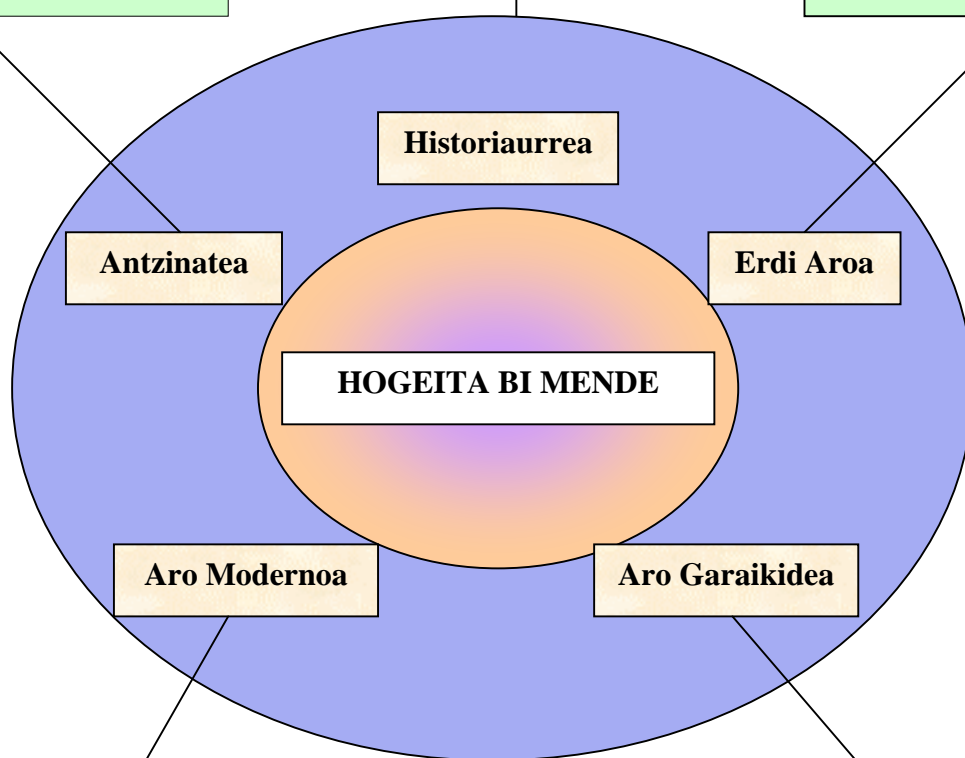 Historiaurrea
Antzinatea
Erdi Aroa
HOGEITA BI MENDE
Aro Modernoa
Aro Garaikidea